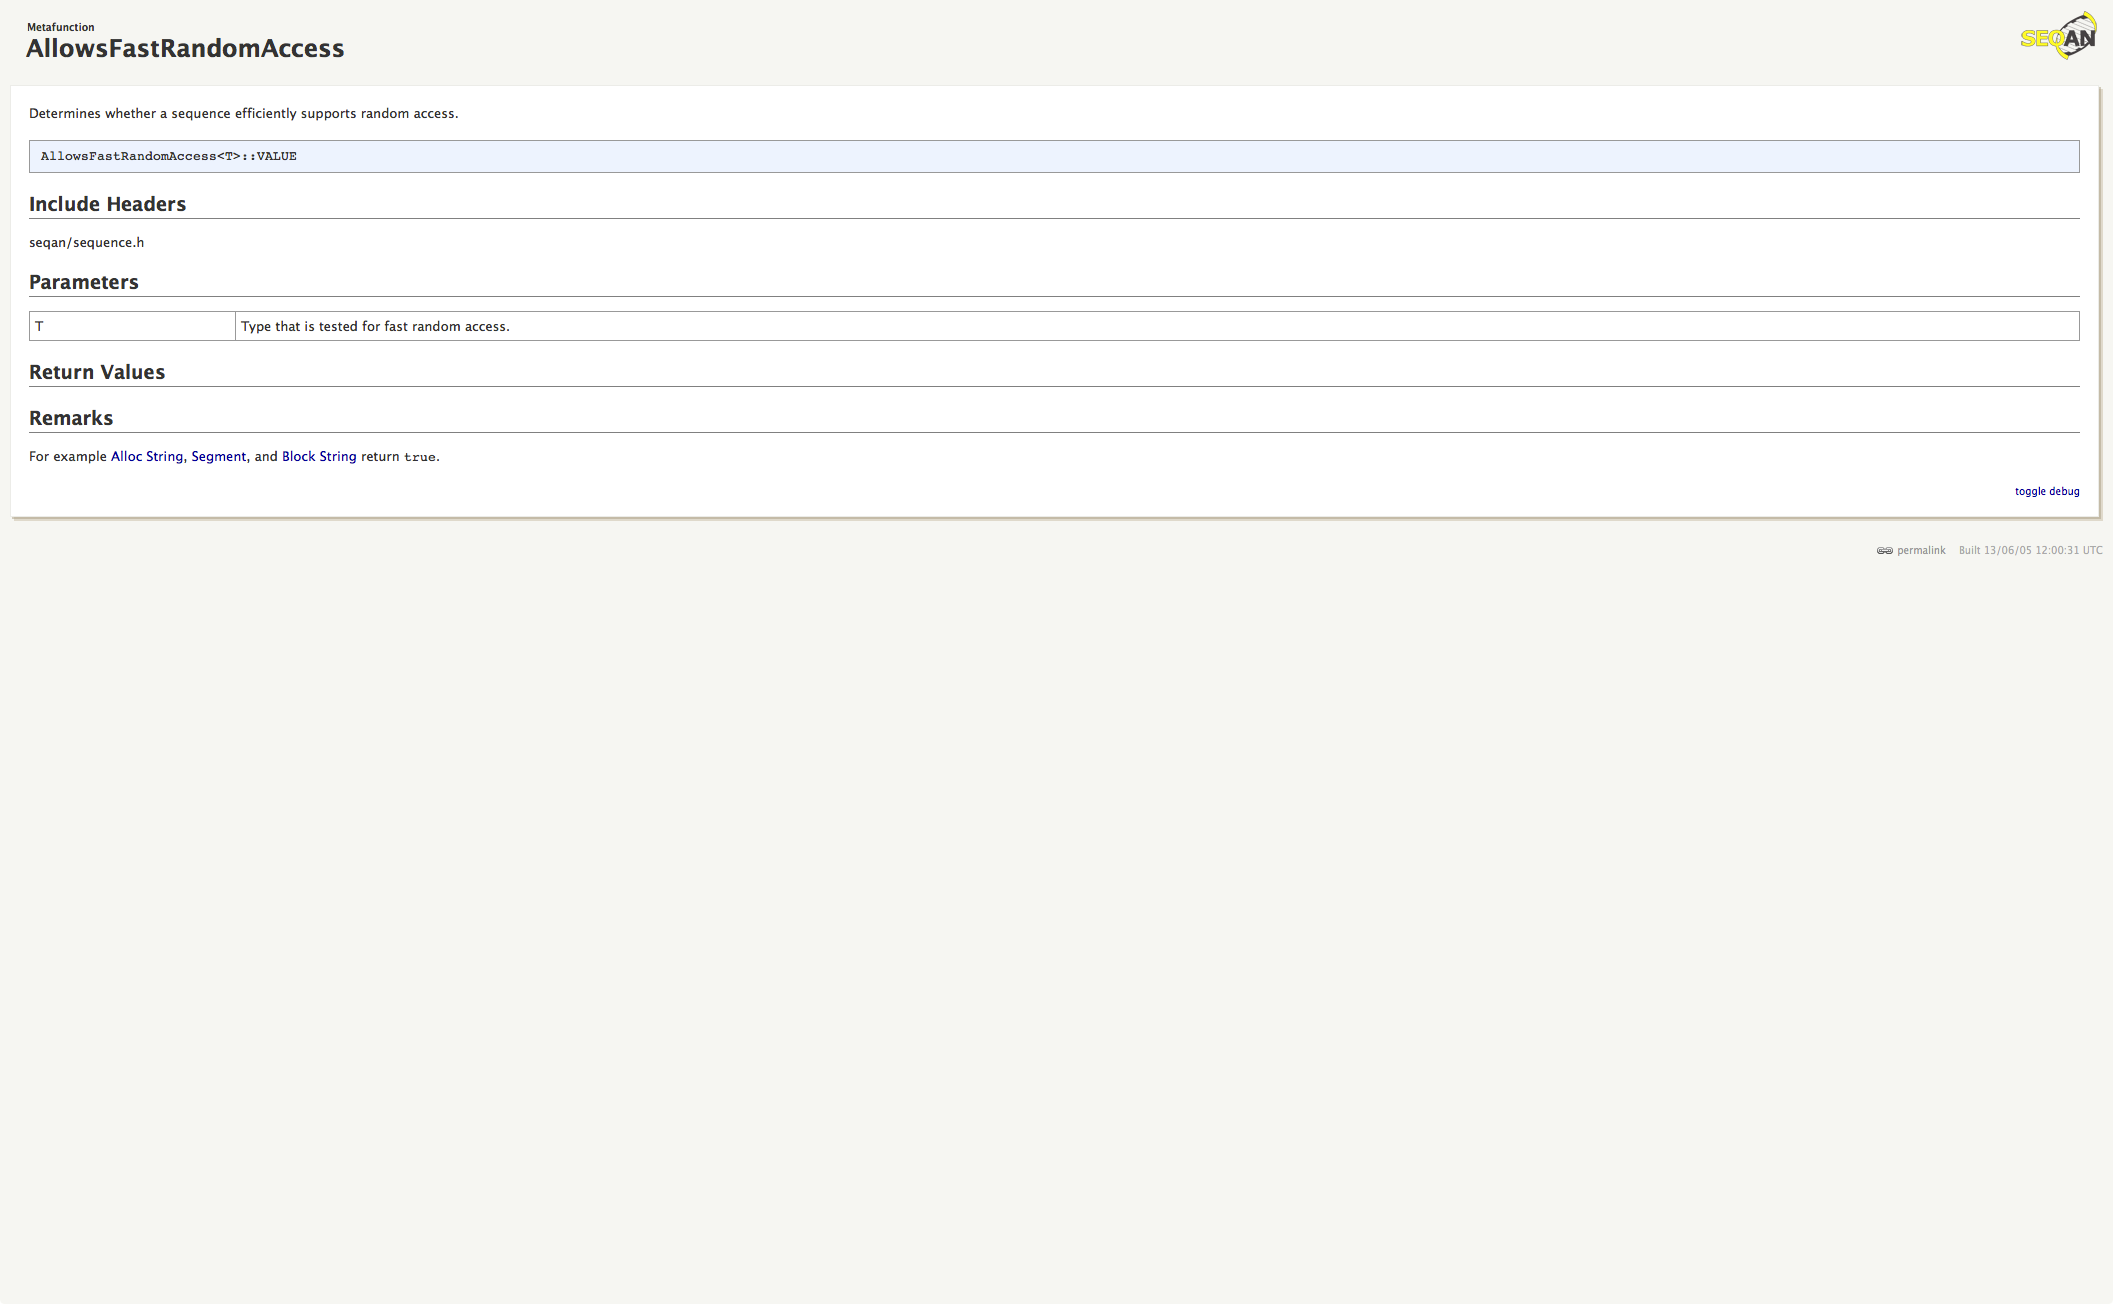 Metafunction
AllowsFastRandomAccess
SEQAN
Determines whether a sequence efficiently supports random access.
AllowsFastRandomAccess<T>::VALUE
Include Headers
seqan/sequence.h
Parameters
T Type that is tested for fast random access.
Return Values
Remarks
For example Alloc String, Segment, and Block String return true.
toggle debug
permalink Built 13/06/05 12:00:31 UTC